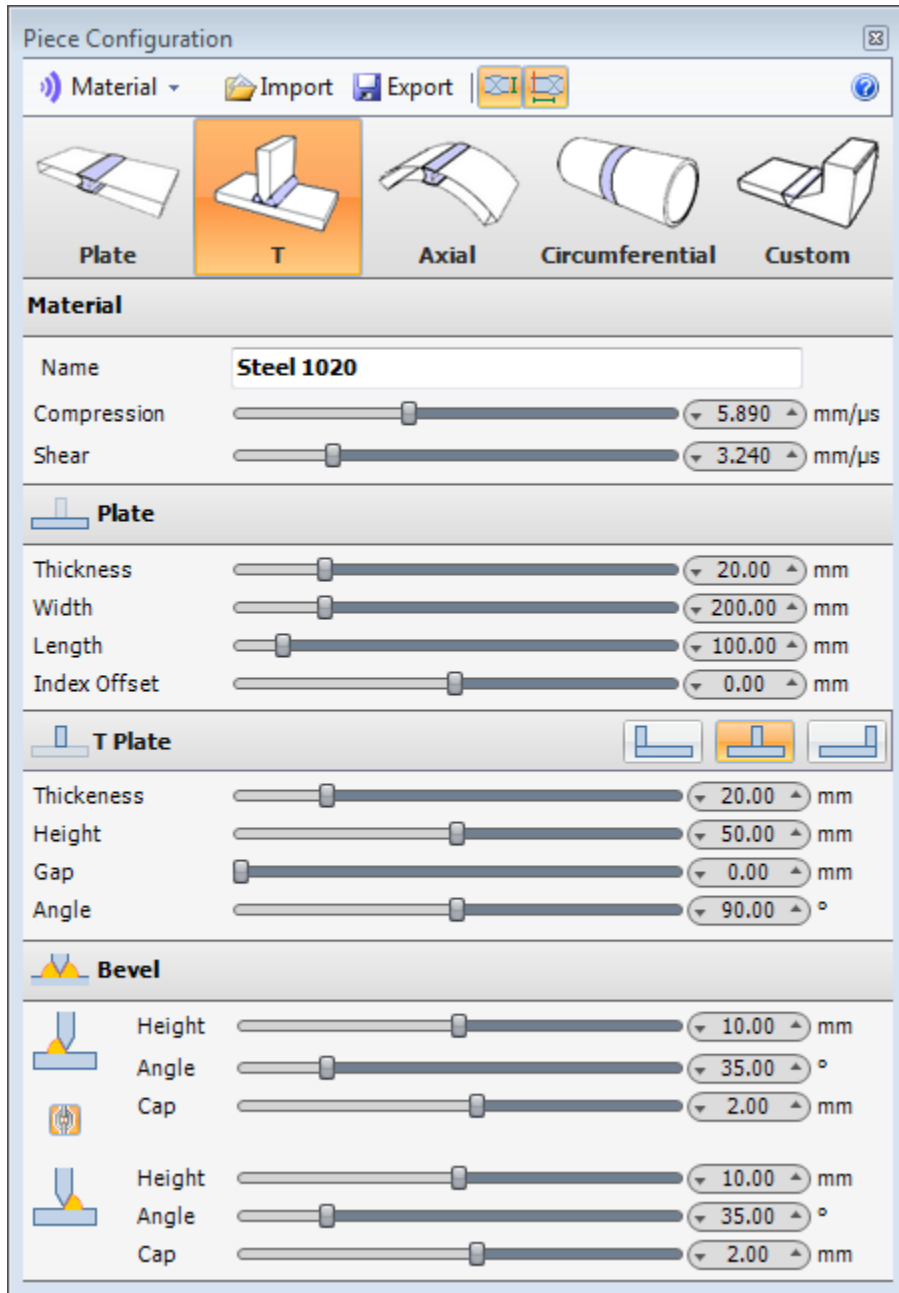 Piece Configuration
Material Import Export
Plate T Axial Circumferential Custom
Material
Name Steel 1020
Compression 5.890 mm/µs
Shear 3.240 mm/µs
Plate
Thickness 20.00 mm
Width 200.00 mm
Length 100.00 mm
Index Offset 0.00 mm
T Plate
Thickeness 20.00 mm
Height 50.00 mm
Gap 0.00 mm
Angle 90.00 °
Bevel
Height 10.00 mm
Angle 35.00 °
Cap 2.00 mm
Height 10.00 mm
Angle 35.00 °
Cap 2.00 mm